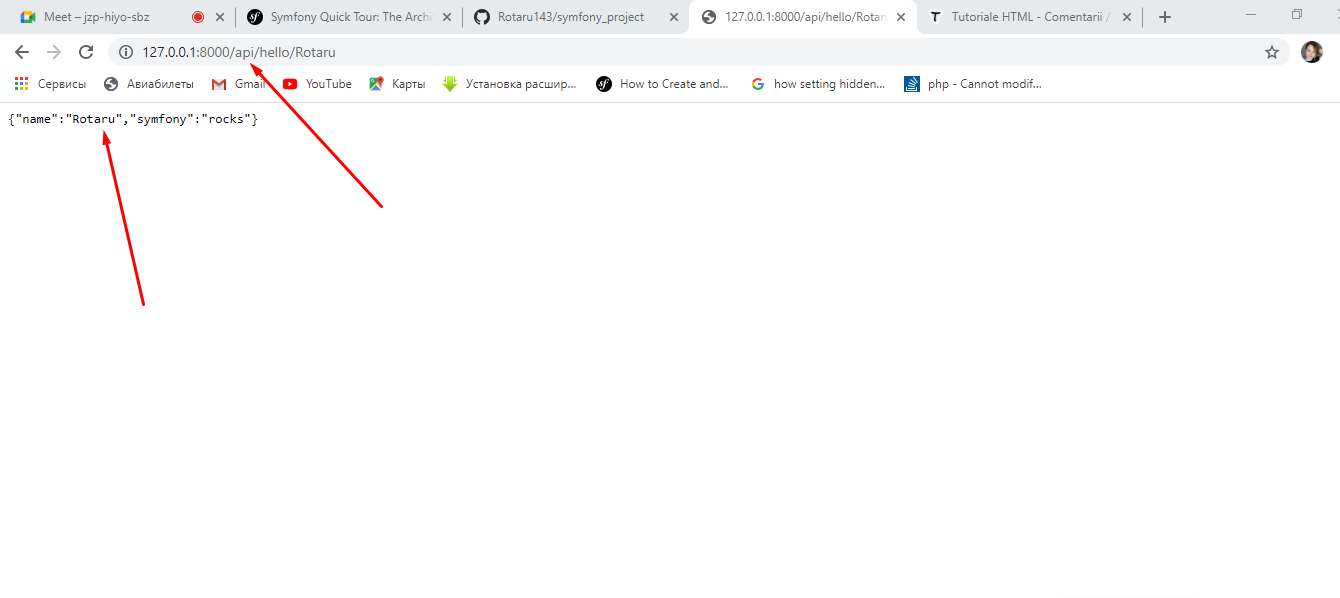 Meet – jzp-hiyo-sbz Symfony Quick Tour: The Archi Rotaru143/symfony_project 127.0.0.1:8000/api/hello/Rotaru Tutoriale HTML - Comentarii /
127.0.0.1:8000/api/hello/Rotaru
Сервисы Авиабилеты Gmail YouTube Карты Установка расшир... How to Create and... how setting hidden... php - Cannot modif...
{"name":"Rotaru","symfony":"rocks"}